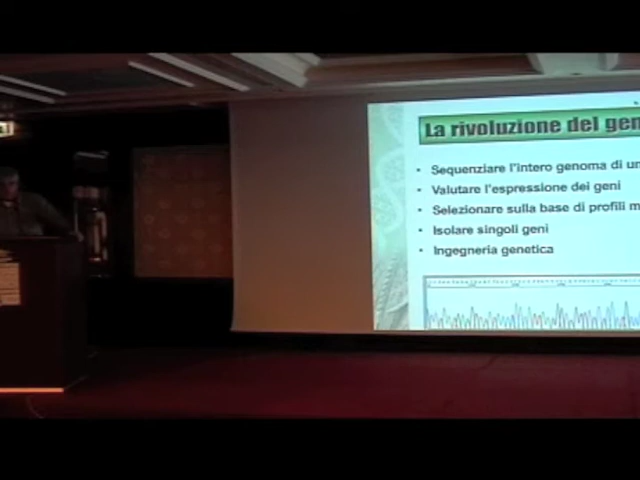 La rivoluzione del gen
• Sequenziare l'intero genoma di un
• Valutare l'espressione dei geni
• Selezionare sulla base di profili m
• Isolare singoli geni
• Ingegneria genetica